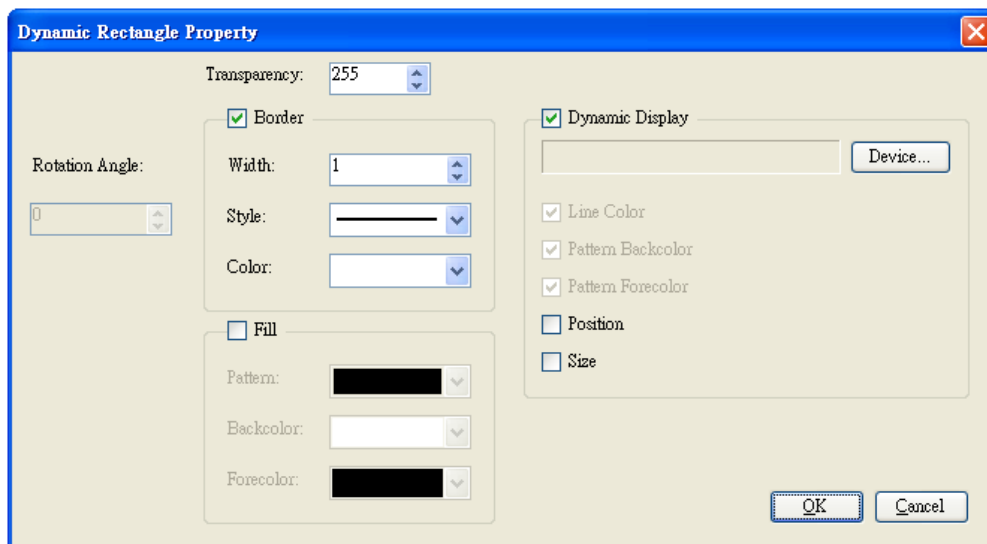 Dynamic Rectangle Property
Transparency: 255
Border
Width: 1
Style:
Color:
Rotation Angle:
0
Fill
Pattern:
Backcolor:
Forecolor:
Dynamic Display
Device...
Line Color
Pattern Backcolor
Pattern Forecolor
Position
Size
OK
Cancel